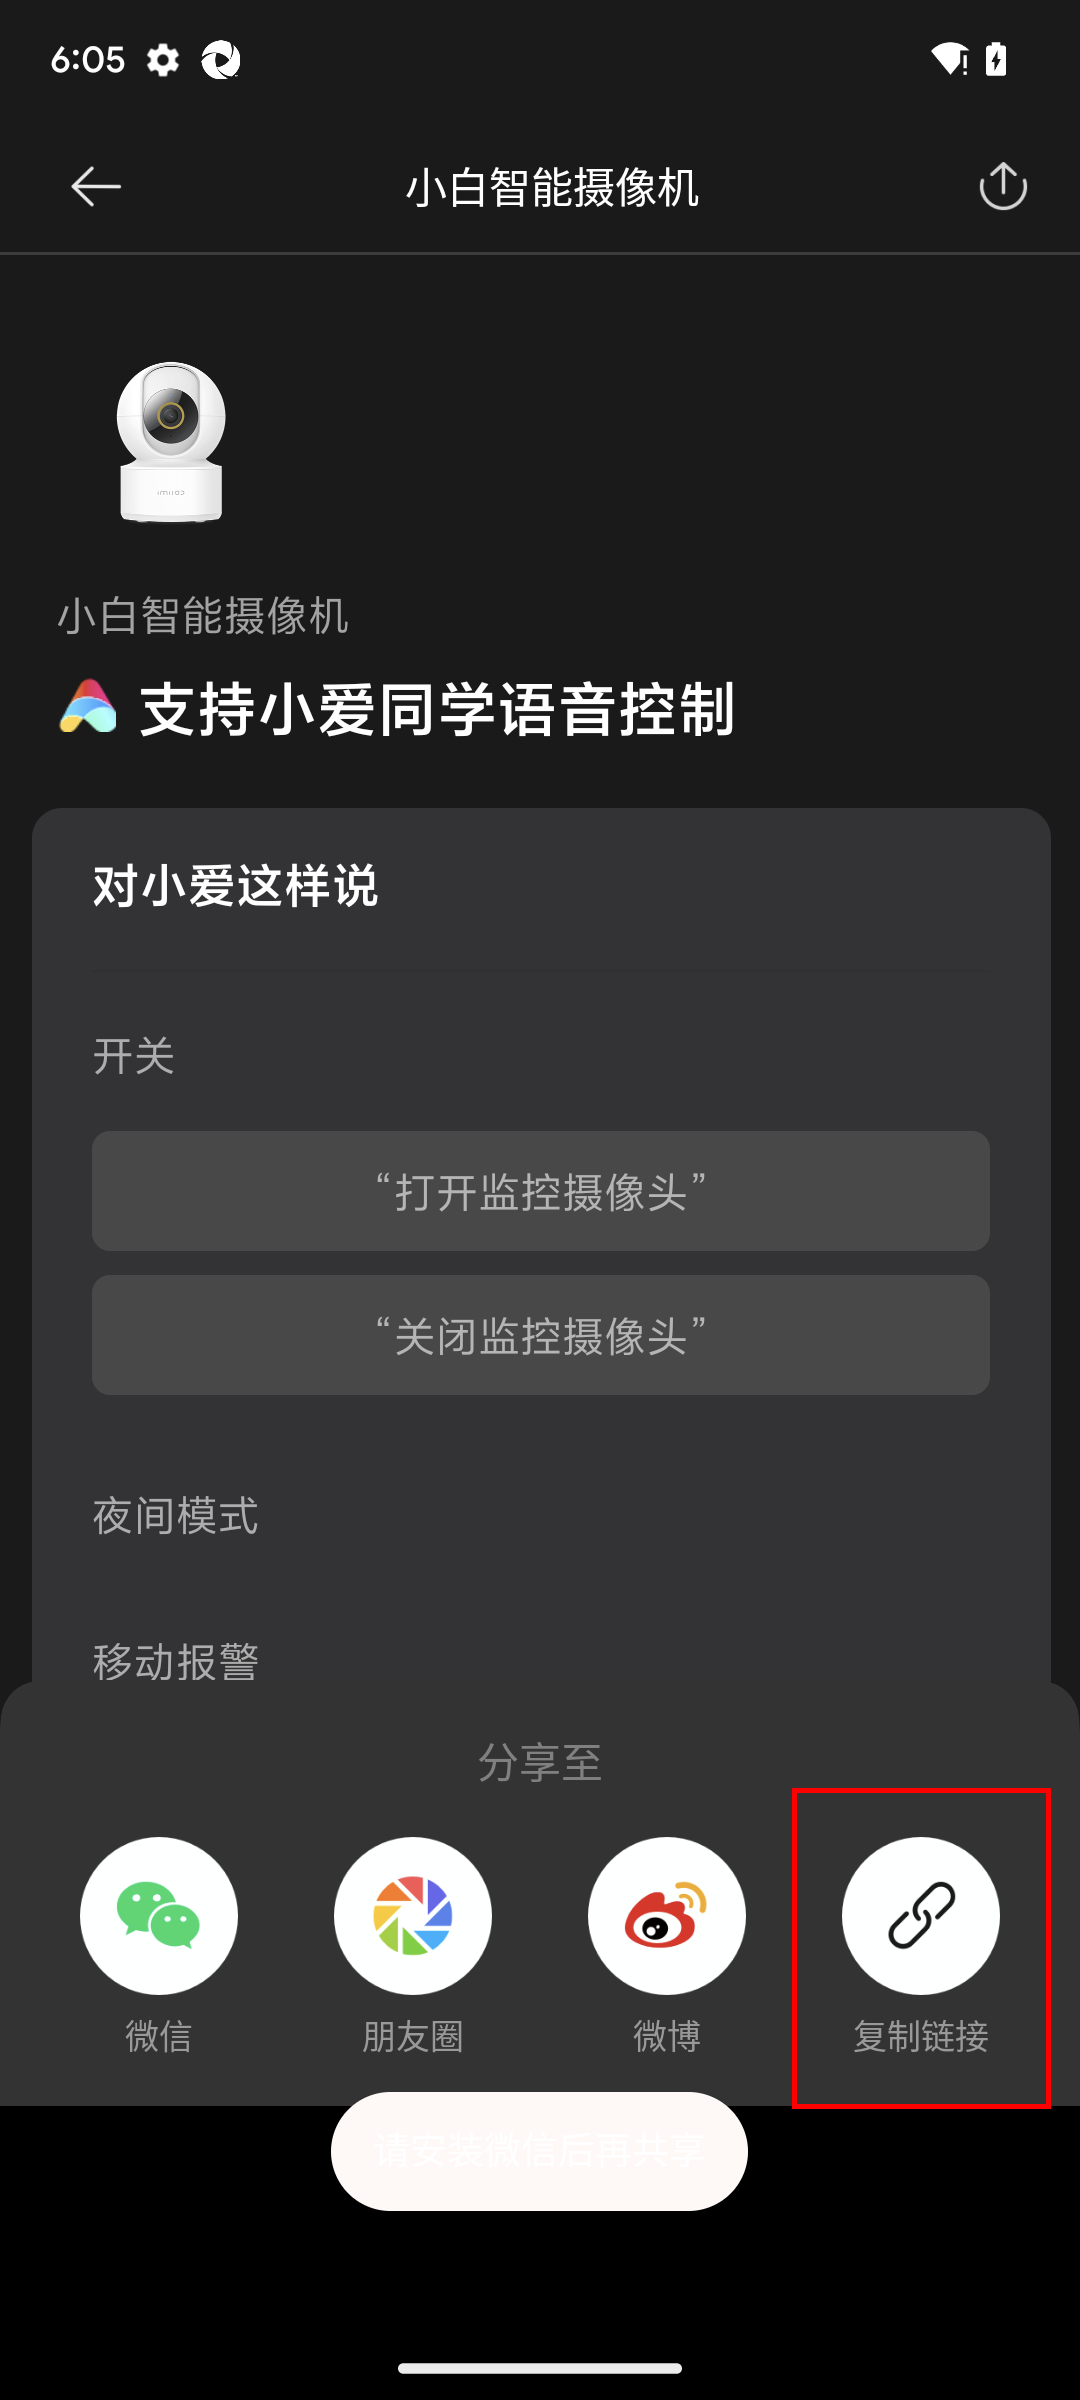 6:05
小白智能摄像机
小白智能摄像机
支持小爱同学语音控制
对小爱这样说
开关
“打开监控摄像头”
“关闭监控摄像头”
夜间模式
移动报警
分享至
微信
朋友圈
微博
复制链接
请安装微信后再共享